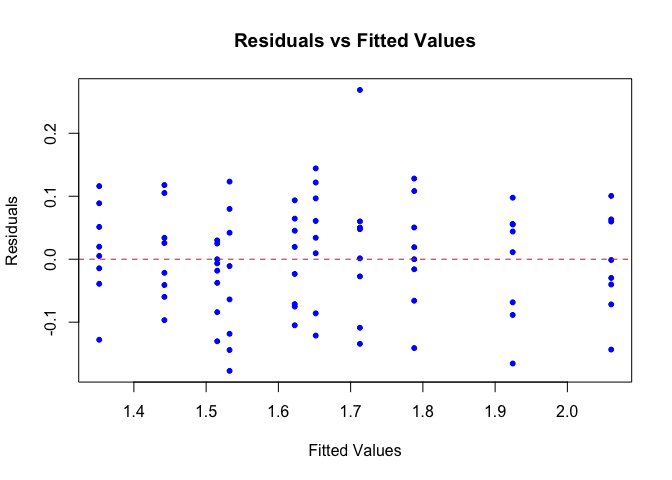 Residuals vs Fitted Values
Residuals
0.2
0.1
0.0
-0.1
1.4 1.5 1.6 1.7 1.8 1.9 2.0
Fitted Values